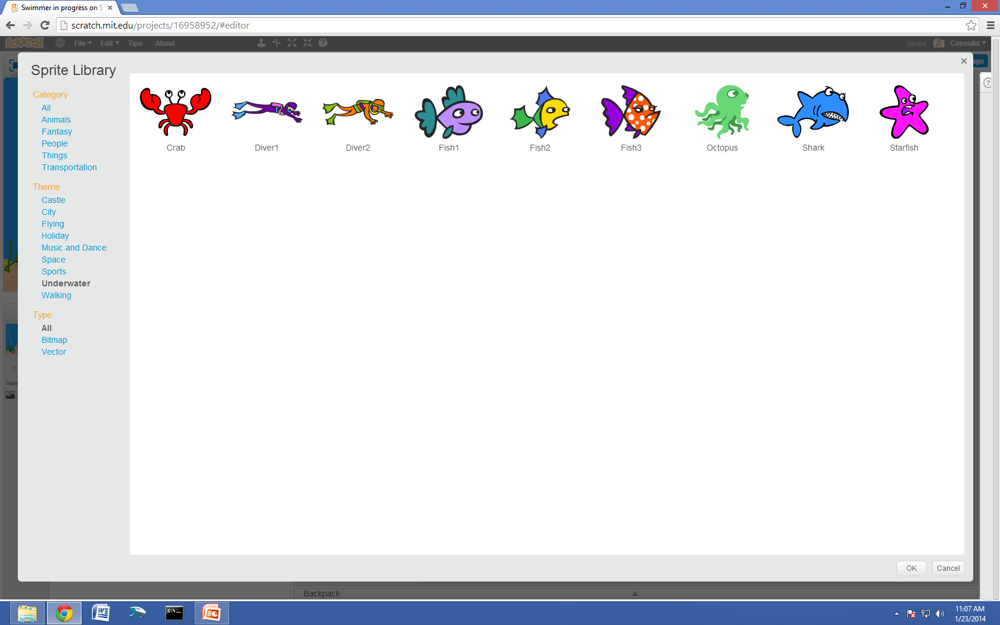 Swimmer in progress on S
scratch.mit.edu/projects/16958952/#editor
SCRATCH File Edit Tips About Saved Consolia
Sprite Library
Category
All
Animals
Fantasy
People
Things
Transportation
Theme
Castle
City
Flying
Holiday
Music and Dance
Space
Sports
Underwater
Walking
Type
All
Bitmap
Vector
Crab Diver1 Diver2 Fish1 Fish2 Fish3 Octopus Shark Starfish
OK Cancel
New
Backpack
11:07 AM
1/23/2014